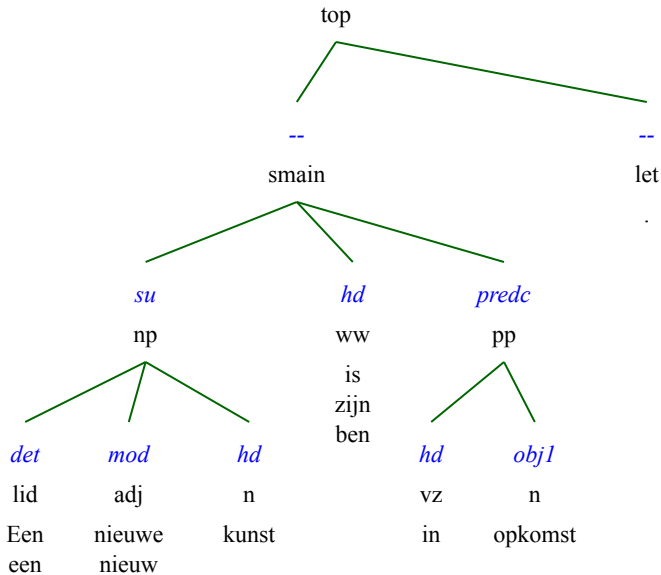 top
-- --
smain let
.
su hd predc
np ww pp
is
zijn
ben
det mod hd hd obj1
lid adj n vz n
Een nieuwe kunst in opkomst
een nieuw